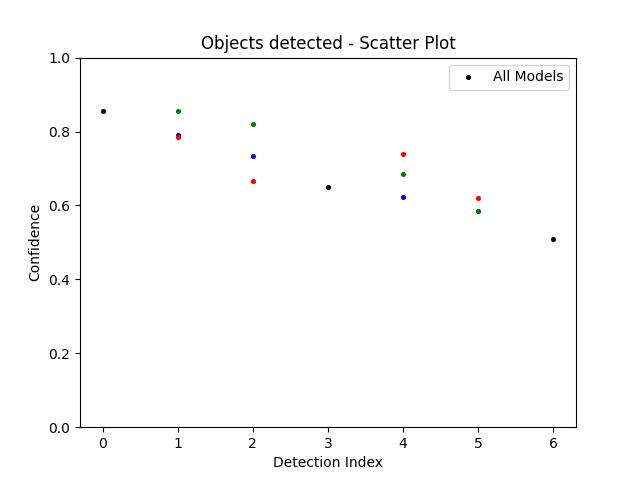 Objects detected - Scatter Plot
All Models
1.0
0.8
0.6
0.4
0.2
0.0
Confidence
0 1 2 3 4 5 6
Detection Index